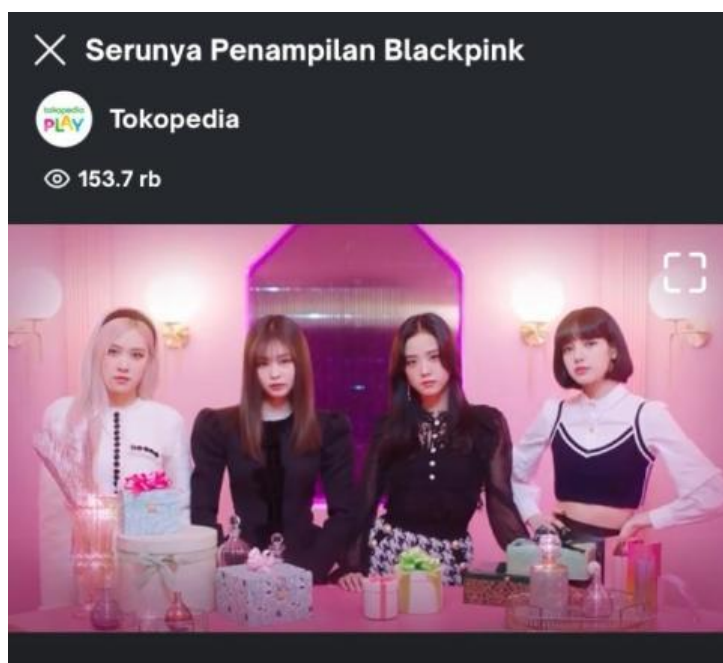 Serunya Penampilan Blackpink
tokopedia
PLAY
Tokopedia
153.7 rb